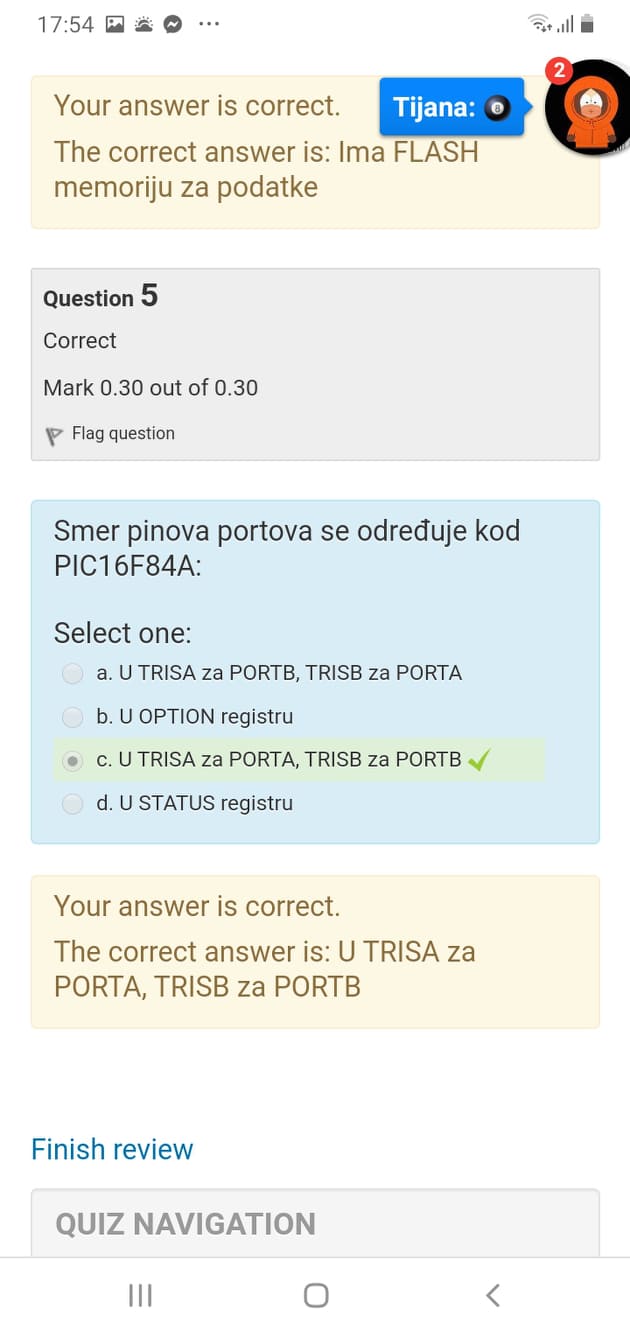 17:54
Your answer is correct.
Tijana:
2
The correct answer is: Ima FLASH
memoriju za podatke
Question 5
Correct
Mark 0.30 out of 0.30
Flag question
Smer pinova portova se određuje kod
PIC16F84A:
Select one:
a. U TRISA za PORTB, TRISB za PORTA
b. U OPTION registru
c. U TRISA za PORTA, TRISB za PORTB
d. U STATUS registru
Your answer is correct.
The correct answer is: U TRISA za
PORTA, TRISB za PORTB
Finish review
QUIZ NAVIGATION